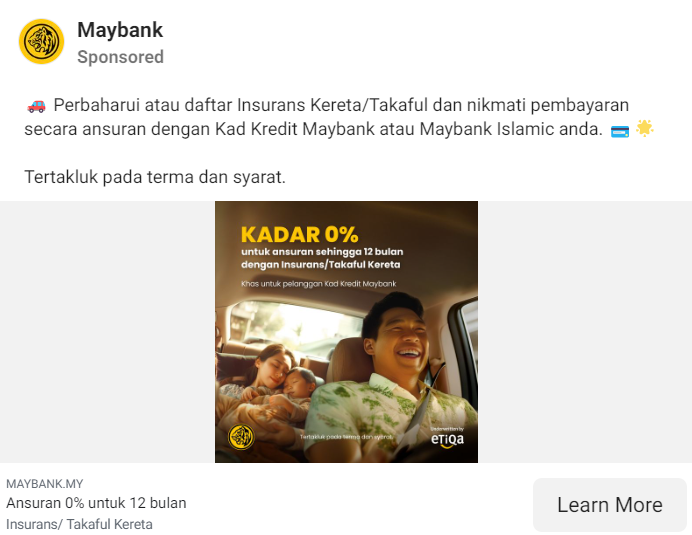 Maybank
Sponsored
🚗 Perbaharui atau daftar Insurans Kereta/Takaful dan nikmati pembayaran
secara ansuran dengan Kad Kredit Maybank atau Maybank Islamic anda. 💳 🌟
Tertakluk pada terma dan syarat.
KADAR 0%
untuk ansuran sehingga 12 bulan
dengan Insurans/Takaful Kereta
Khas untuk pelanggan Kad Kredit Maybank
Tertakluk pada terma dan syarat.
Underwritten by
eTiQa
MAYBANK.MY
Ansuran 0% untuk 12 bulan
Insurans/ Takaful Kereta
Learn More